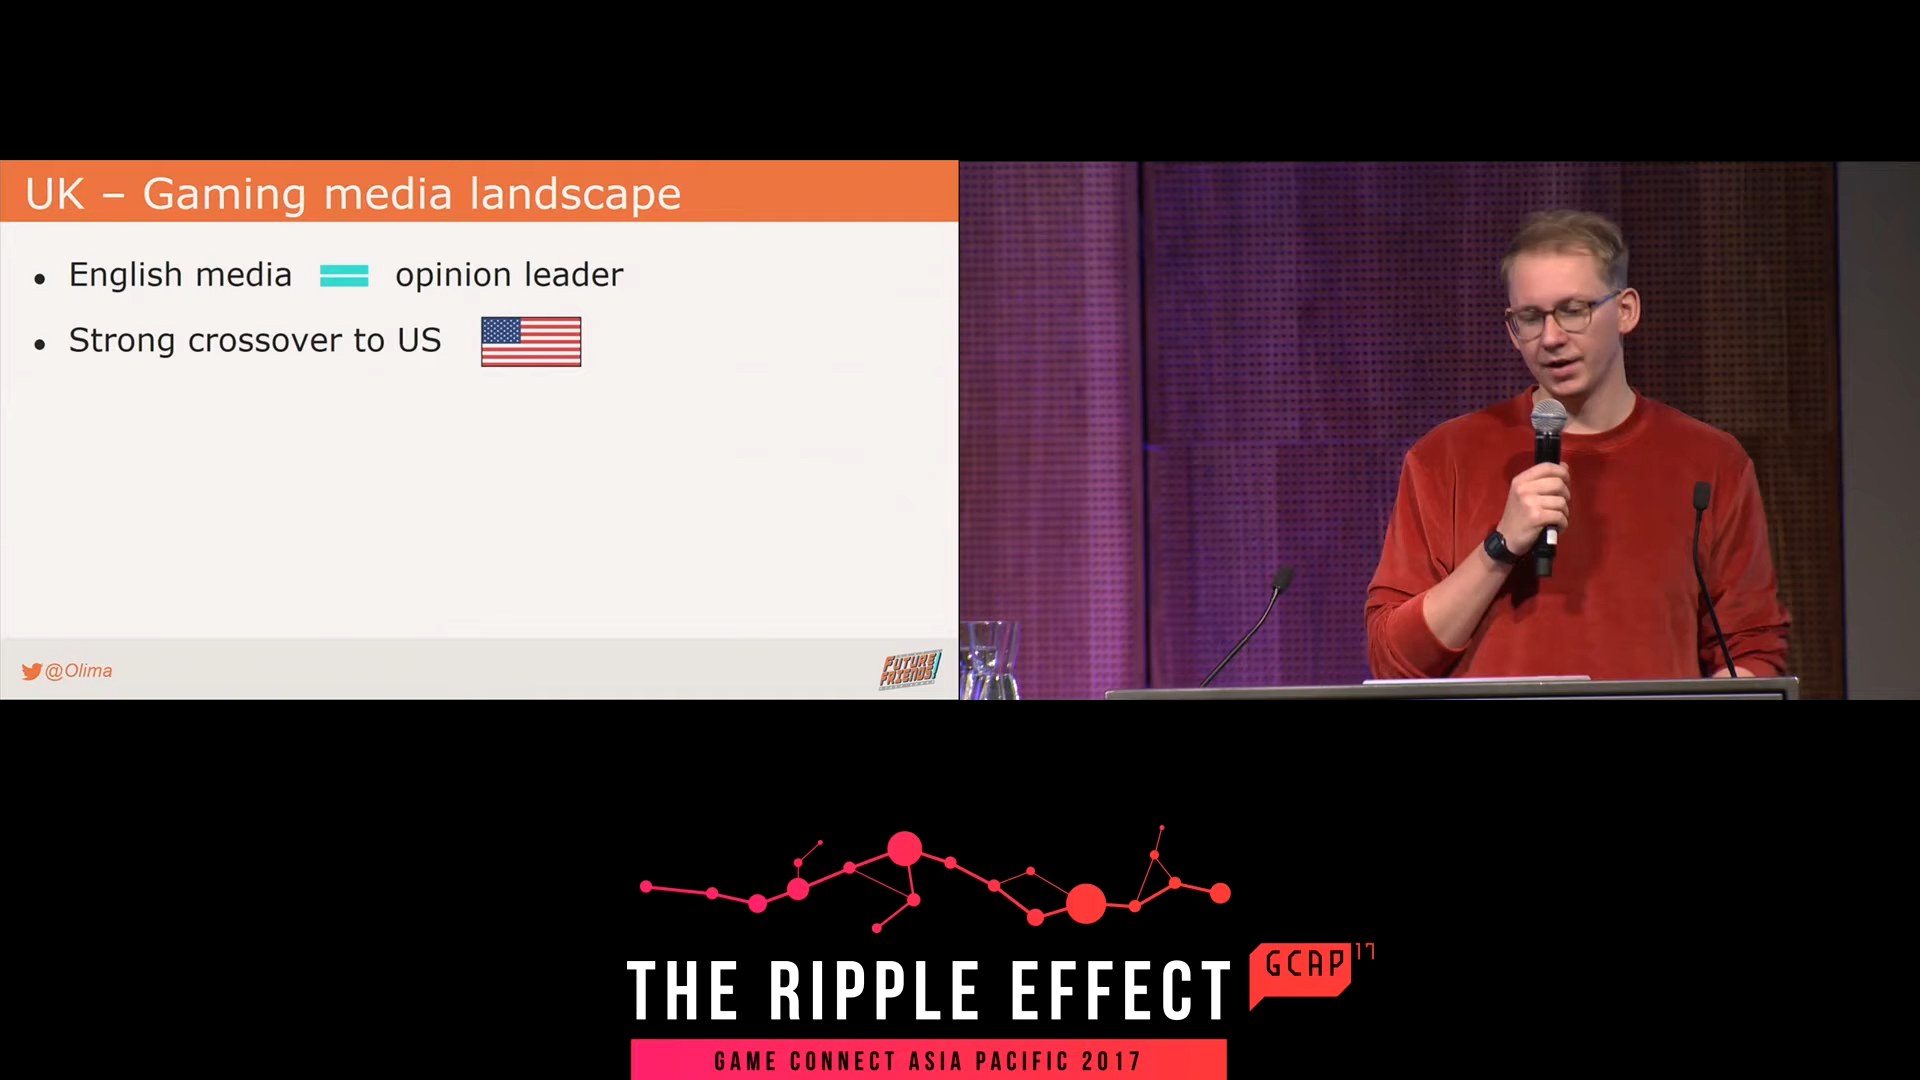 UK – Gaming media landscape
• English media = opinion leader
• Strong crossover to US
@Olima
FUTURE FRIENDS!
THE RIPPLE EFFECT
GCAP 17
GAME CONNECT ASIA PACIFIC 2017